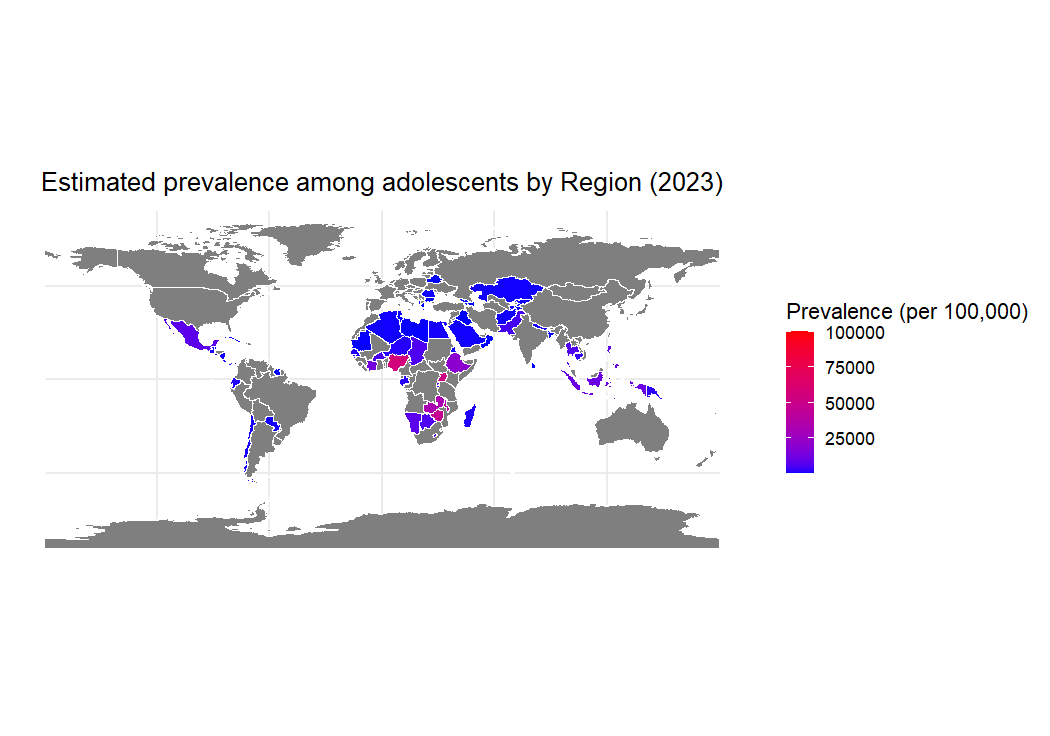 Estimated prevalence among adolescents by Region (2023)
Prevalence (per 100,000)
100000
75000
50000
25000